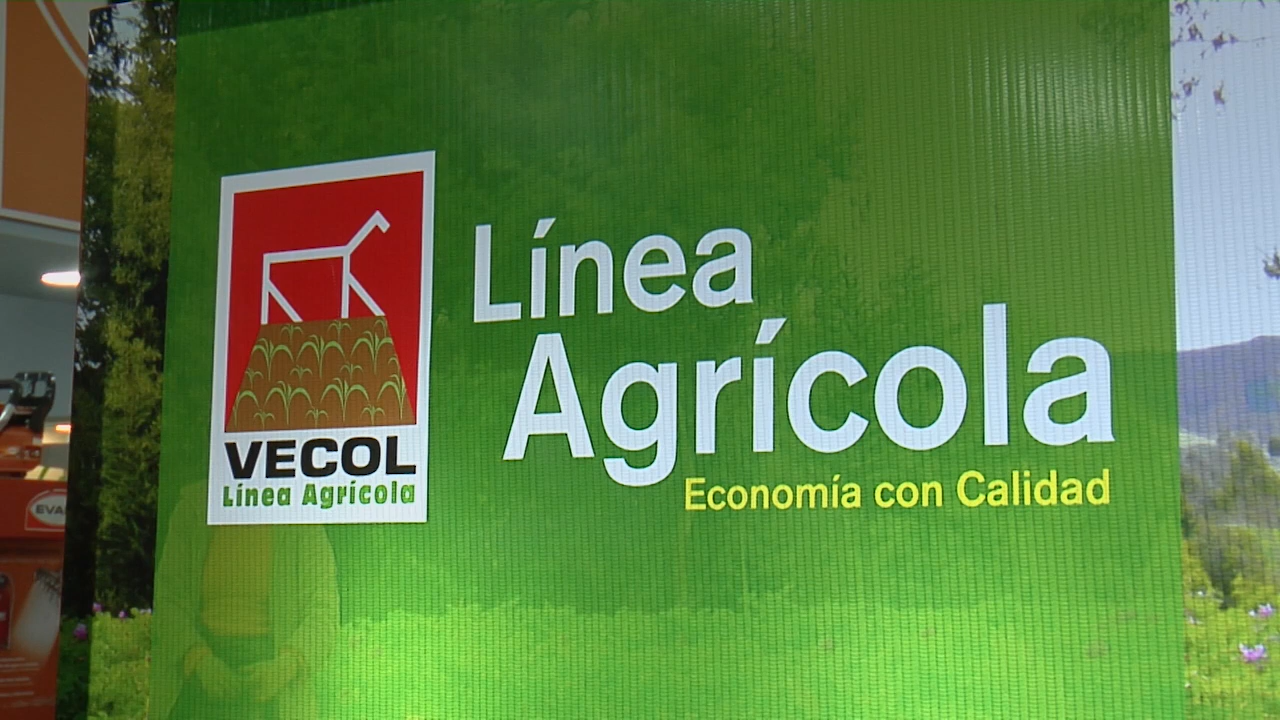 Línea
Agrícola
Economía con Calidad
VECOL
Línea Agrícola